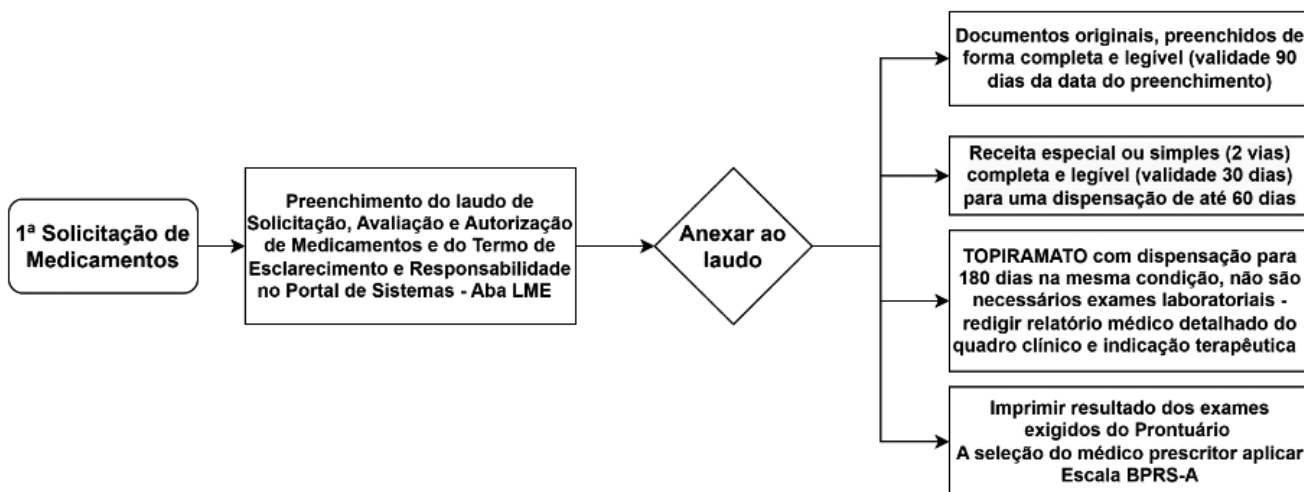 1ª Solicitação de
Medicamentos
Preenchimento do laudo de
Solicitação, Avaliação e Autorização
de Medicamentos e do Termo de
Esclarecimento e Responsabilidade
no Portal de Sistemas - Aba LME
Anexar ao
laudo
Documentos originais, preenchidos de
forma completa e legível (validade 90
dias da data do preenchimento)
Receita especial ou simples (2 vias)
completa e legível (validade 30 dias)
para uma dispensação de até 60 dias
TOPIRAMATO com dispensação para
180 dias na mesma condição, não são
necessários exames laboratoriais -
redigir relatório médico detalhado do
quadro clínico e indicação terapêutica
Imprimir resultado dos exames
exigidos do Prontuário
A seleção do médico prescritor aplicar
Escala BPRS-A